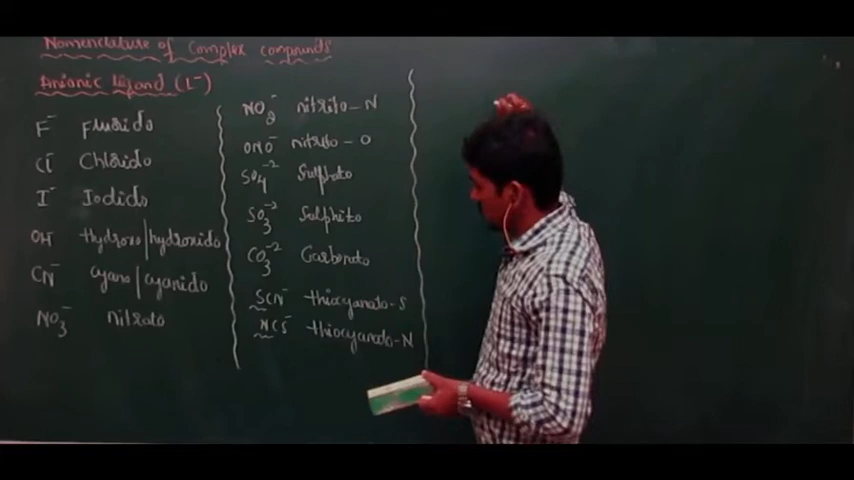 Nomenclature of Complex compounds
Anionic ligand (L⁻)
F⁻ Fluorido
Cl⁻ Chlorido
I⁻ Iodido
OH⁻ Hydroxo/hydroxido
CN⁻ cyano/cyanido
NO₃⁻ nitrato
NO₂⁻ nitrito-N
ONO⁻ nitrito-O
SO₄⁻² Sulphato
SO₃⁻² Sulphito
CO₃⁻² Carbonato
SCN⁻ thiocyanato-S
NCS⁻ thiocyanato-N